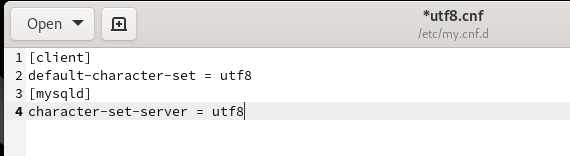 Open
*utf8.cnf
/etc/my.cnf.d
1 [client]
2 default-character-set = utf8
3 [mysqld]
4 character-set-server = utf8